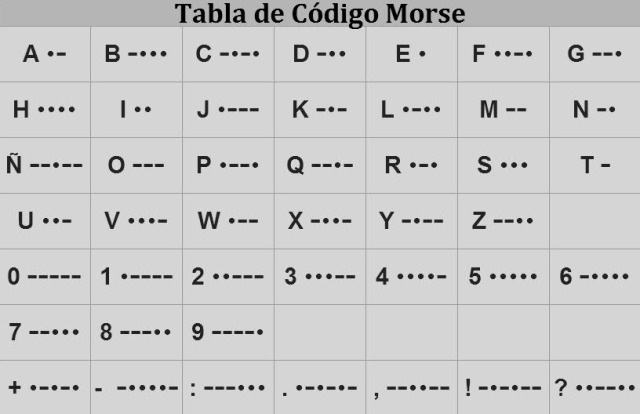 Tabla de Código Morse
A •– B –••• C –•–• D –•• E • F ••–• G ––•
H •••• I •• J •––– K –•– L •–•• M –– N –•
Ñ ––•–– O ––– P •––• Q ––•– R •–• S ••• T –
U ••– V •••– W •–– X –••– Y –•–– Z ––••
0 ––––– 1 •–––– 2 ••––– 3 •••–– 4 ••••– 5 ••••• 6 –••••
7 ––••• 8 –––•• 9 ––––•
+ •–•–• - –••••– : –––••• . •–•–•– , ––••–– ! –•–•–– ? ••––••